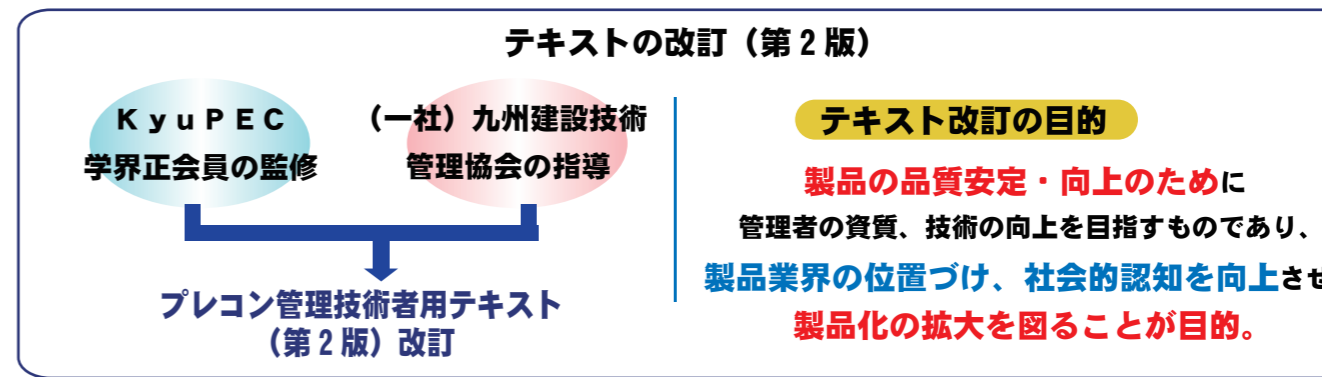 テキストの改訂（第２版）
ＫｙｕＰＥＣ
学界正会員の監修
（一社）九州建設技術
管理協会の指導
プレコン管理技術者用テキスト
（第２版）改訂
テキスト改訂の目的
製品の品質安定・向上のために
管理者の資質、技術の向上を目指すものであり、
製品業界の位置づけ、社会的認知を向上させ
製品化の拡大を図ることが目的。